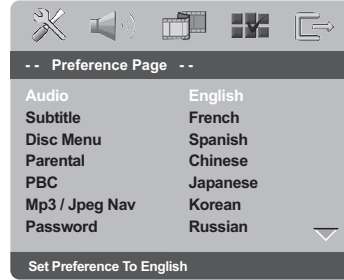 - -  Preference Page  - -
Audio English
Subtitle French
Disc Menu Spanish
Parental Chinese
PBC Japanese
Mp3 / Jpeg Nav Korean
Password Russian
Set Preference To English